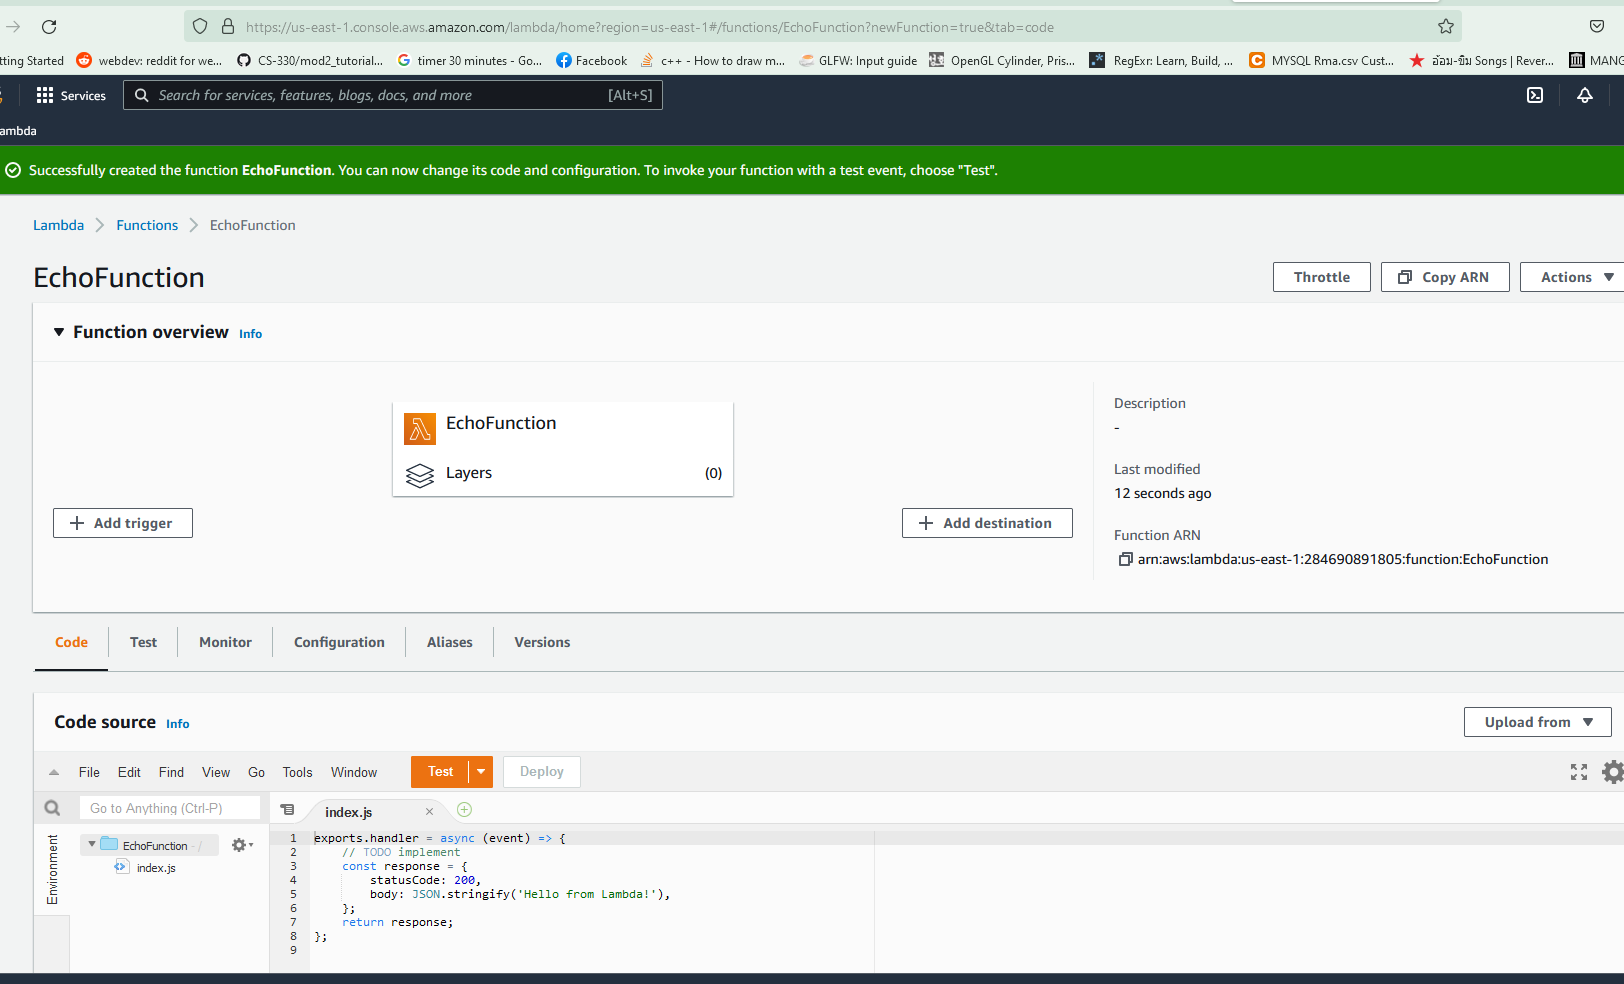 https://us-east-1.console.aws.amazon.com/lambda/home?region=us-east-1#/functions/EchoFunction?newFunction=true&tab=code
tting Started webdev: reddit for we... CS-330/mod2_tutorial... timer 30 minutes - Go... Facebook c++ - How to draw m... GLFW: Input guide OpenGL Cylinder, Pris... RegExr: Learn, Build, ... MYSQL Rma.csv Cust... อ้อม-ขิม Songs | Rever... MANG
Services Search for services, features, blogs, docs, and more [Alt+S]
ambda
Successfully created the function EchoFunction. You can now change its code and configuration. To invoke your function with a test event, choose "Test".
Lambda Functions EchoFunction
EchoFunction
Throttle Copy ARN Actions
Function overview Info
EchoFunction
Layers (0)
Add trigger
Add destination
Description
-
Last modified
12 seconds ago
Function ARN
arn:aws:lambda:us-east-1:284690891805:function:EchoFunction
Code Test Monitor Configuration Aliases Versions
Code source Info
Upload from
File Edit Find View Go Tools Window Test Deploy
Go to Anything (Ctrl-P)
index.js
Environment
EchoFunction - /
index.js
1 exports.handler = async (event) => {
2 // TODO implement
3 const response = {
4 statusCode: 200,
5 body: JSON.stringify('Hello from Lambda!'),
6 };
7 return response;
8 };
9